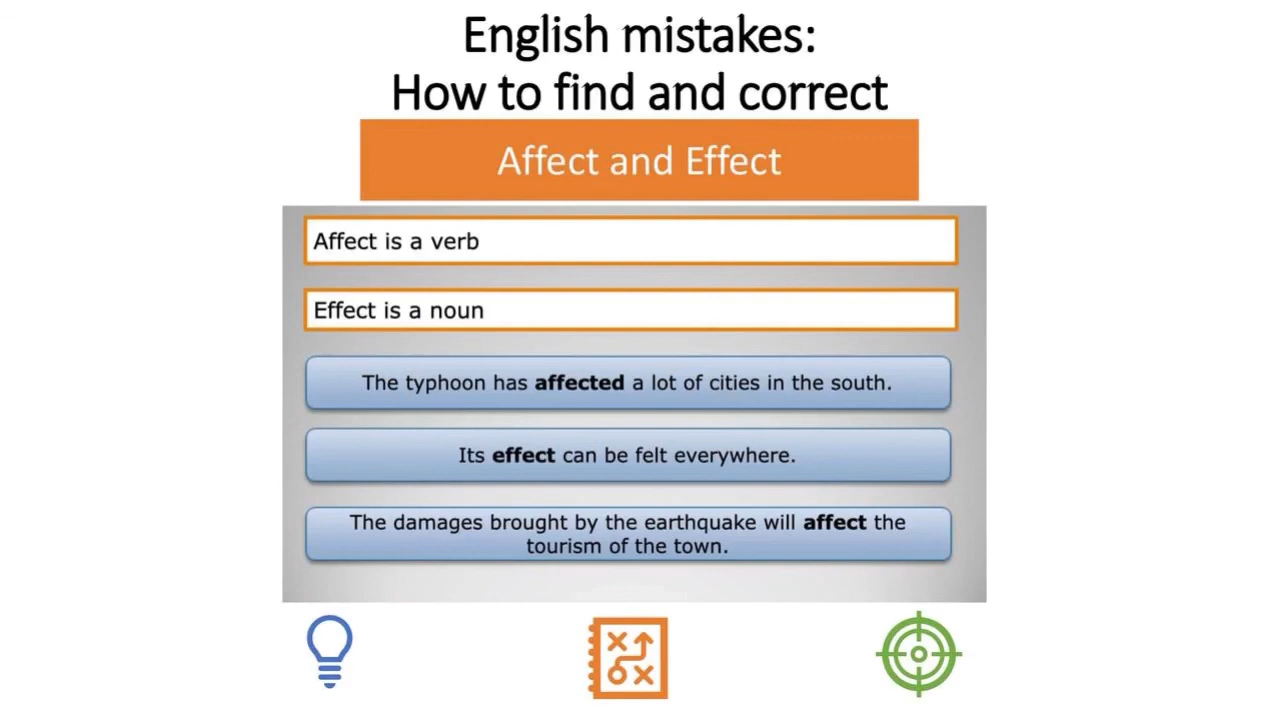 English mistakes:
How to find and correct
Affect and Effect
Affect is a verb
Effect is a noun
The typhoon has affected a lot of cities in the south.
Its effect can be felt everywhere.
The damages brought by the earthquake will affect the
tourism of the town.